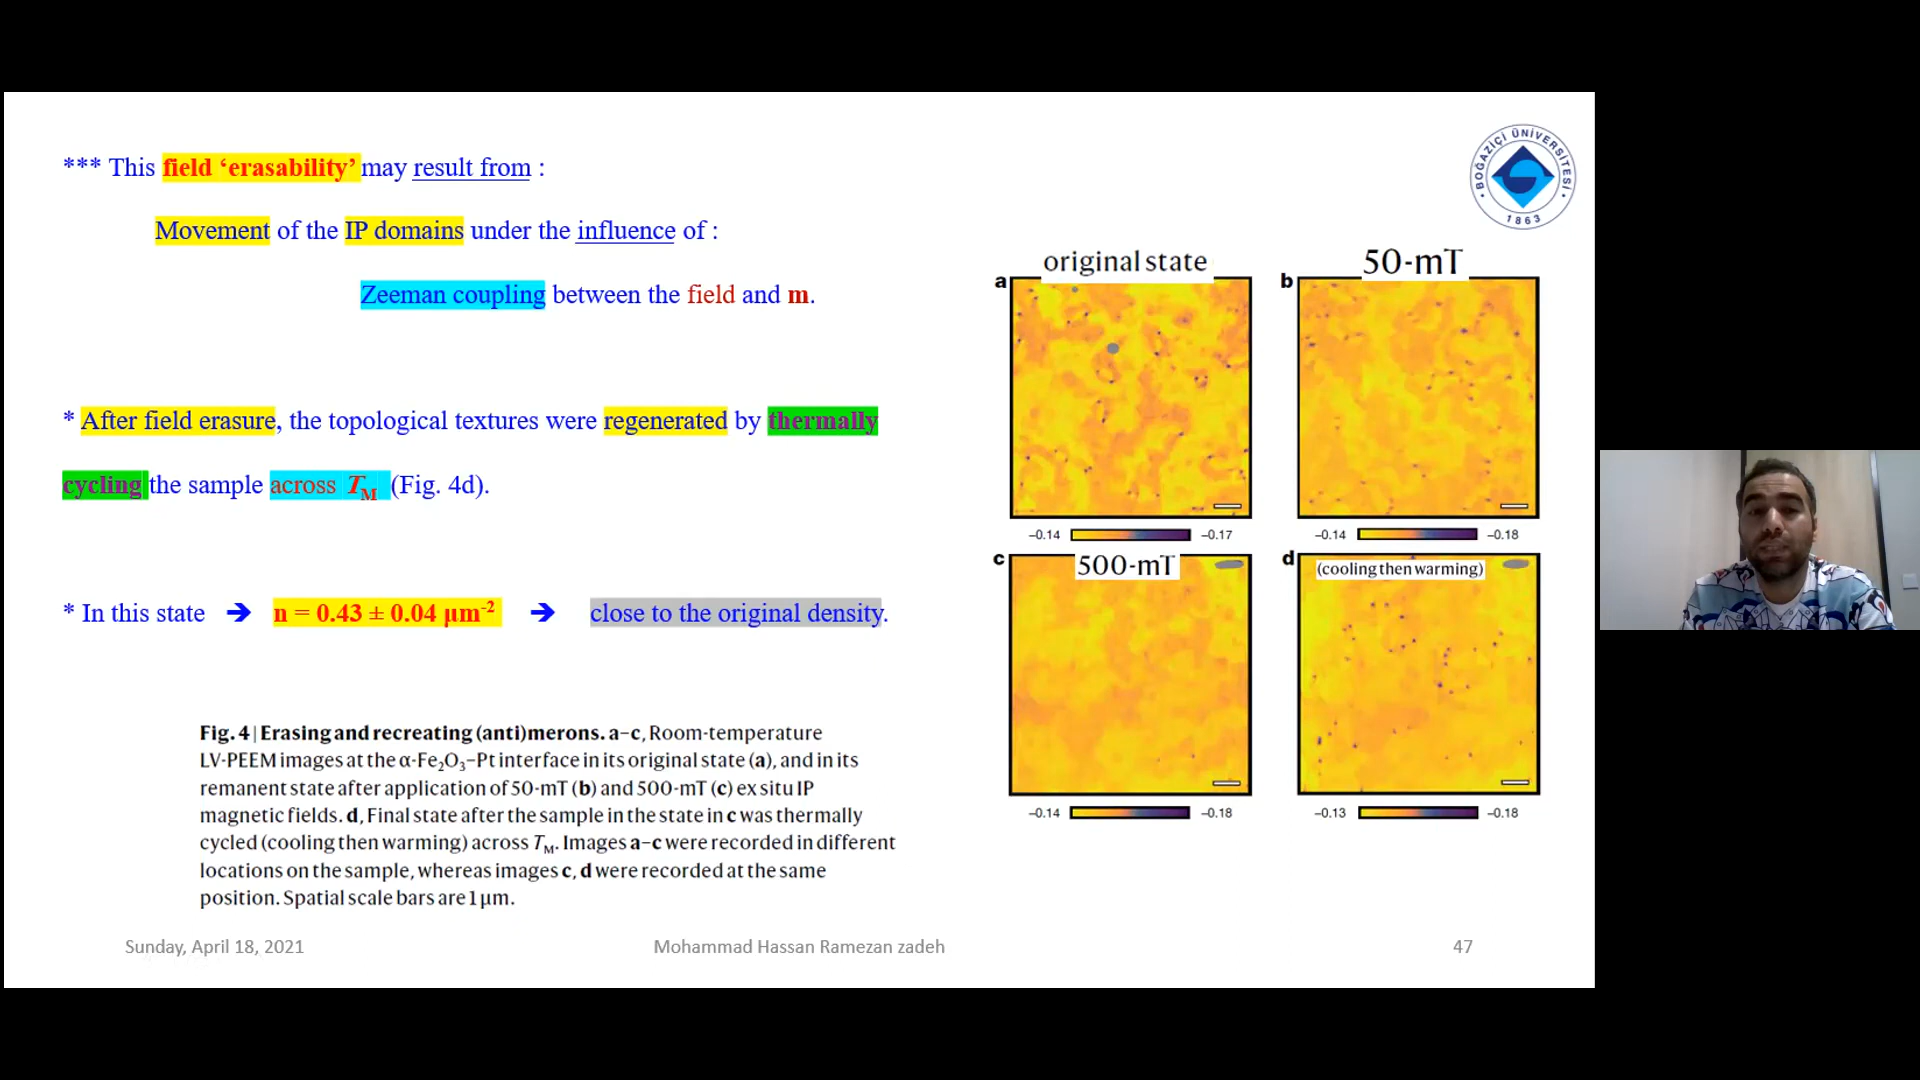 *** This field ‘erasability’ may result from :
Movement of the IP domains under the influence of :
Zeeman coupling between the field and m.
* After field erasure, the topological textures were regenerated by thermally
cycling the sample across TM (Fig. 4d).
* In this state ➔ n = 0.43 ± 0.04 µm-2 ➔ close to the original density.
Fig. 4 | Erasing and recreating (anti)merons. a–c, Room-temperature
LV-PEEM images at the α-Fe2O3–Pt interface in its original state (a), and in its
remanent state after application of 50-mT (b) and 500-mT (c) ex situ IP
magnetic fields. d, Final state after the sample in the state in c was thermally
cycled (cooling then warming) across TM. Images a–c were recorded in different
locations on the sample, whereas images c, d were recorded at the same
position. Spatial scale bars are 1 µm.
BOĞAZİÇİ ÜNİVERSİTESİ
1863
a
original state
−0.14 −0.17
b
50-mT
−0.14 −0.18
c
500-mT
−0.14 −0.18
d
(cooling then warming)
−0.13 −0.18
Sunday, April 18, 2021
Mohammad Hassan Ramezan zadeh
47